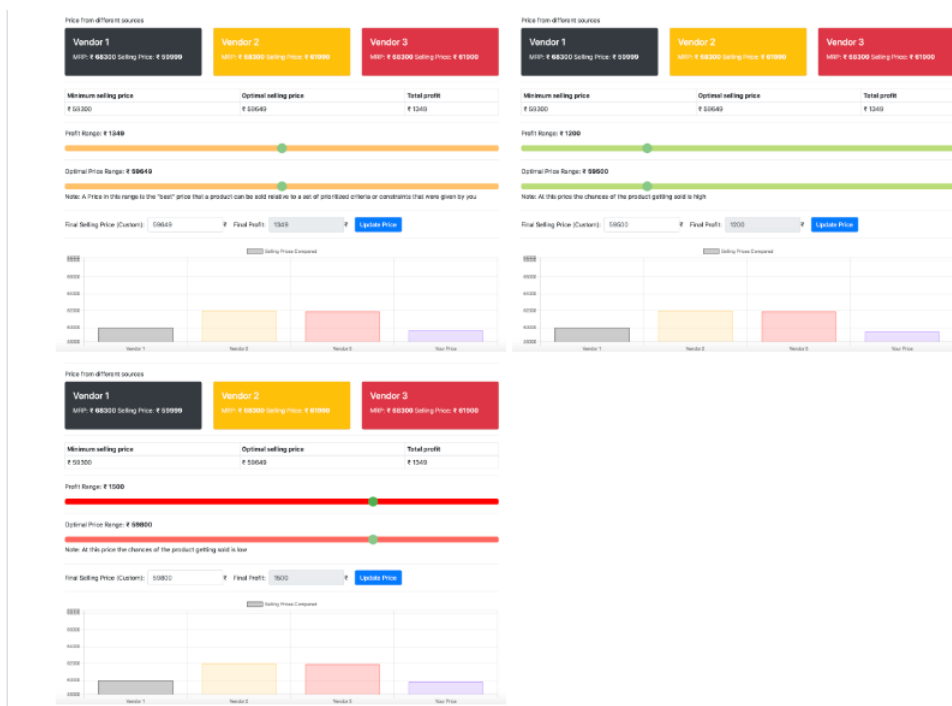 Price from different sources
Vendor 1
MRP: ₹ 68300 Selling Price: ₹ 59999
Vendor 2
MRP: ₹ 68300 Selling Price: ₹ 61990
Vendor 3
MRP: ₹ 68300 Selling Price: ₹ 61900
Minimum selling price Optimal selling price Total profit
₹ 59300 ₹ 59649 ₹ 1349
Profit Range: ₹ 1349
Optimal Price Range: ₹ 59649
Note: A Price in this range is the "best" price that a product can be sold relative to a set of prioritized criteria or constraints that were given by you
Final Selling Price (Custom): 59649 ₹ Final Profit: 1349 ₹ Update Price
Selling Prices Compared
Vendor 1 Vendor 2 Vendor 3 Your Price
Price from different sources
Vendor 1
MRP: ₹ 68300 Selling Price: ₹ 59999
Vendor 2
MRP: ₹ 68300 Selling Price: ₹ 61990
Vendor 3
MRP: ₹ 68300 Selling Price: ₹ 61900
Minimum selling price Optimal selling price Total profit
₹ 59300 ₹ 59649 ₹ 1349
Profit Range: ₹ 1200
Optimal Price Range: ₹ 59500
Note: At this price the chances of the product getting sold is high
Final Selling Price (Custom): 59500 ₹ Final Profit: 1200 ₹ Update Price
Selling Prices Compared
Vendor 1 Vendor 2 Vendor 3 Your Price
Price from different sources
Vendor 1
MRP: ₹ 68300 Selling Price: ₹ 59999
Vendor 2
MRP: ₹ 68300 Selling Price: ₹ 61990
Vendor 3
MRP: ₹ 68300 Selling Price: ₹ 61900
Minimum selling price Optimal selling price Total profit
₹ 59300 ₹ 59649 ₹ 1349
Profit Range: ₹ 1500
Optimal Price Range: ₹ 59800
Note: At this price the chances of the product getting sold is low
Final Selling Price (Custom): 59800 ₹ Final Profit: 1500 ₹ Update Price
Selling Prices Compared
Vendor 1 Vendor 2 Vendor 3 Your Price